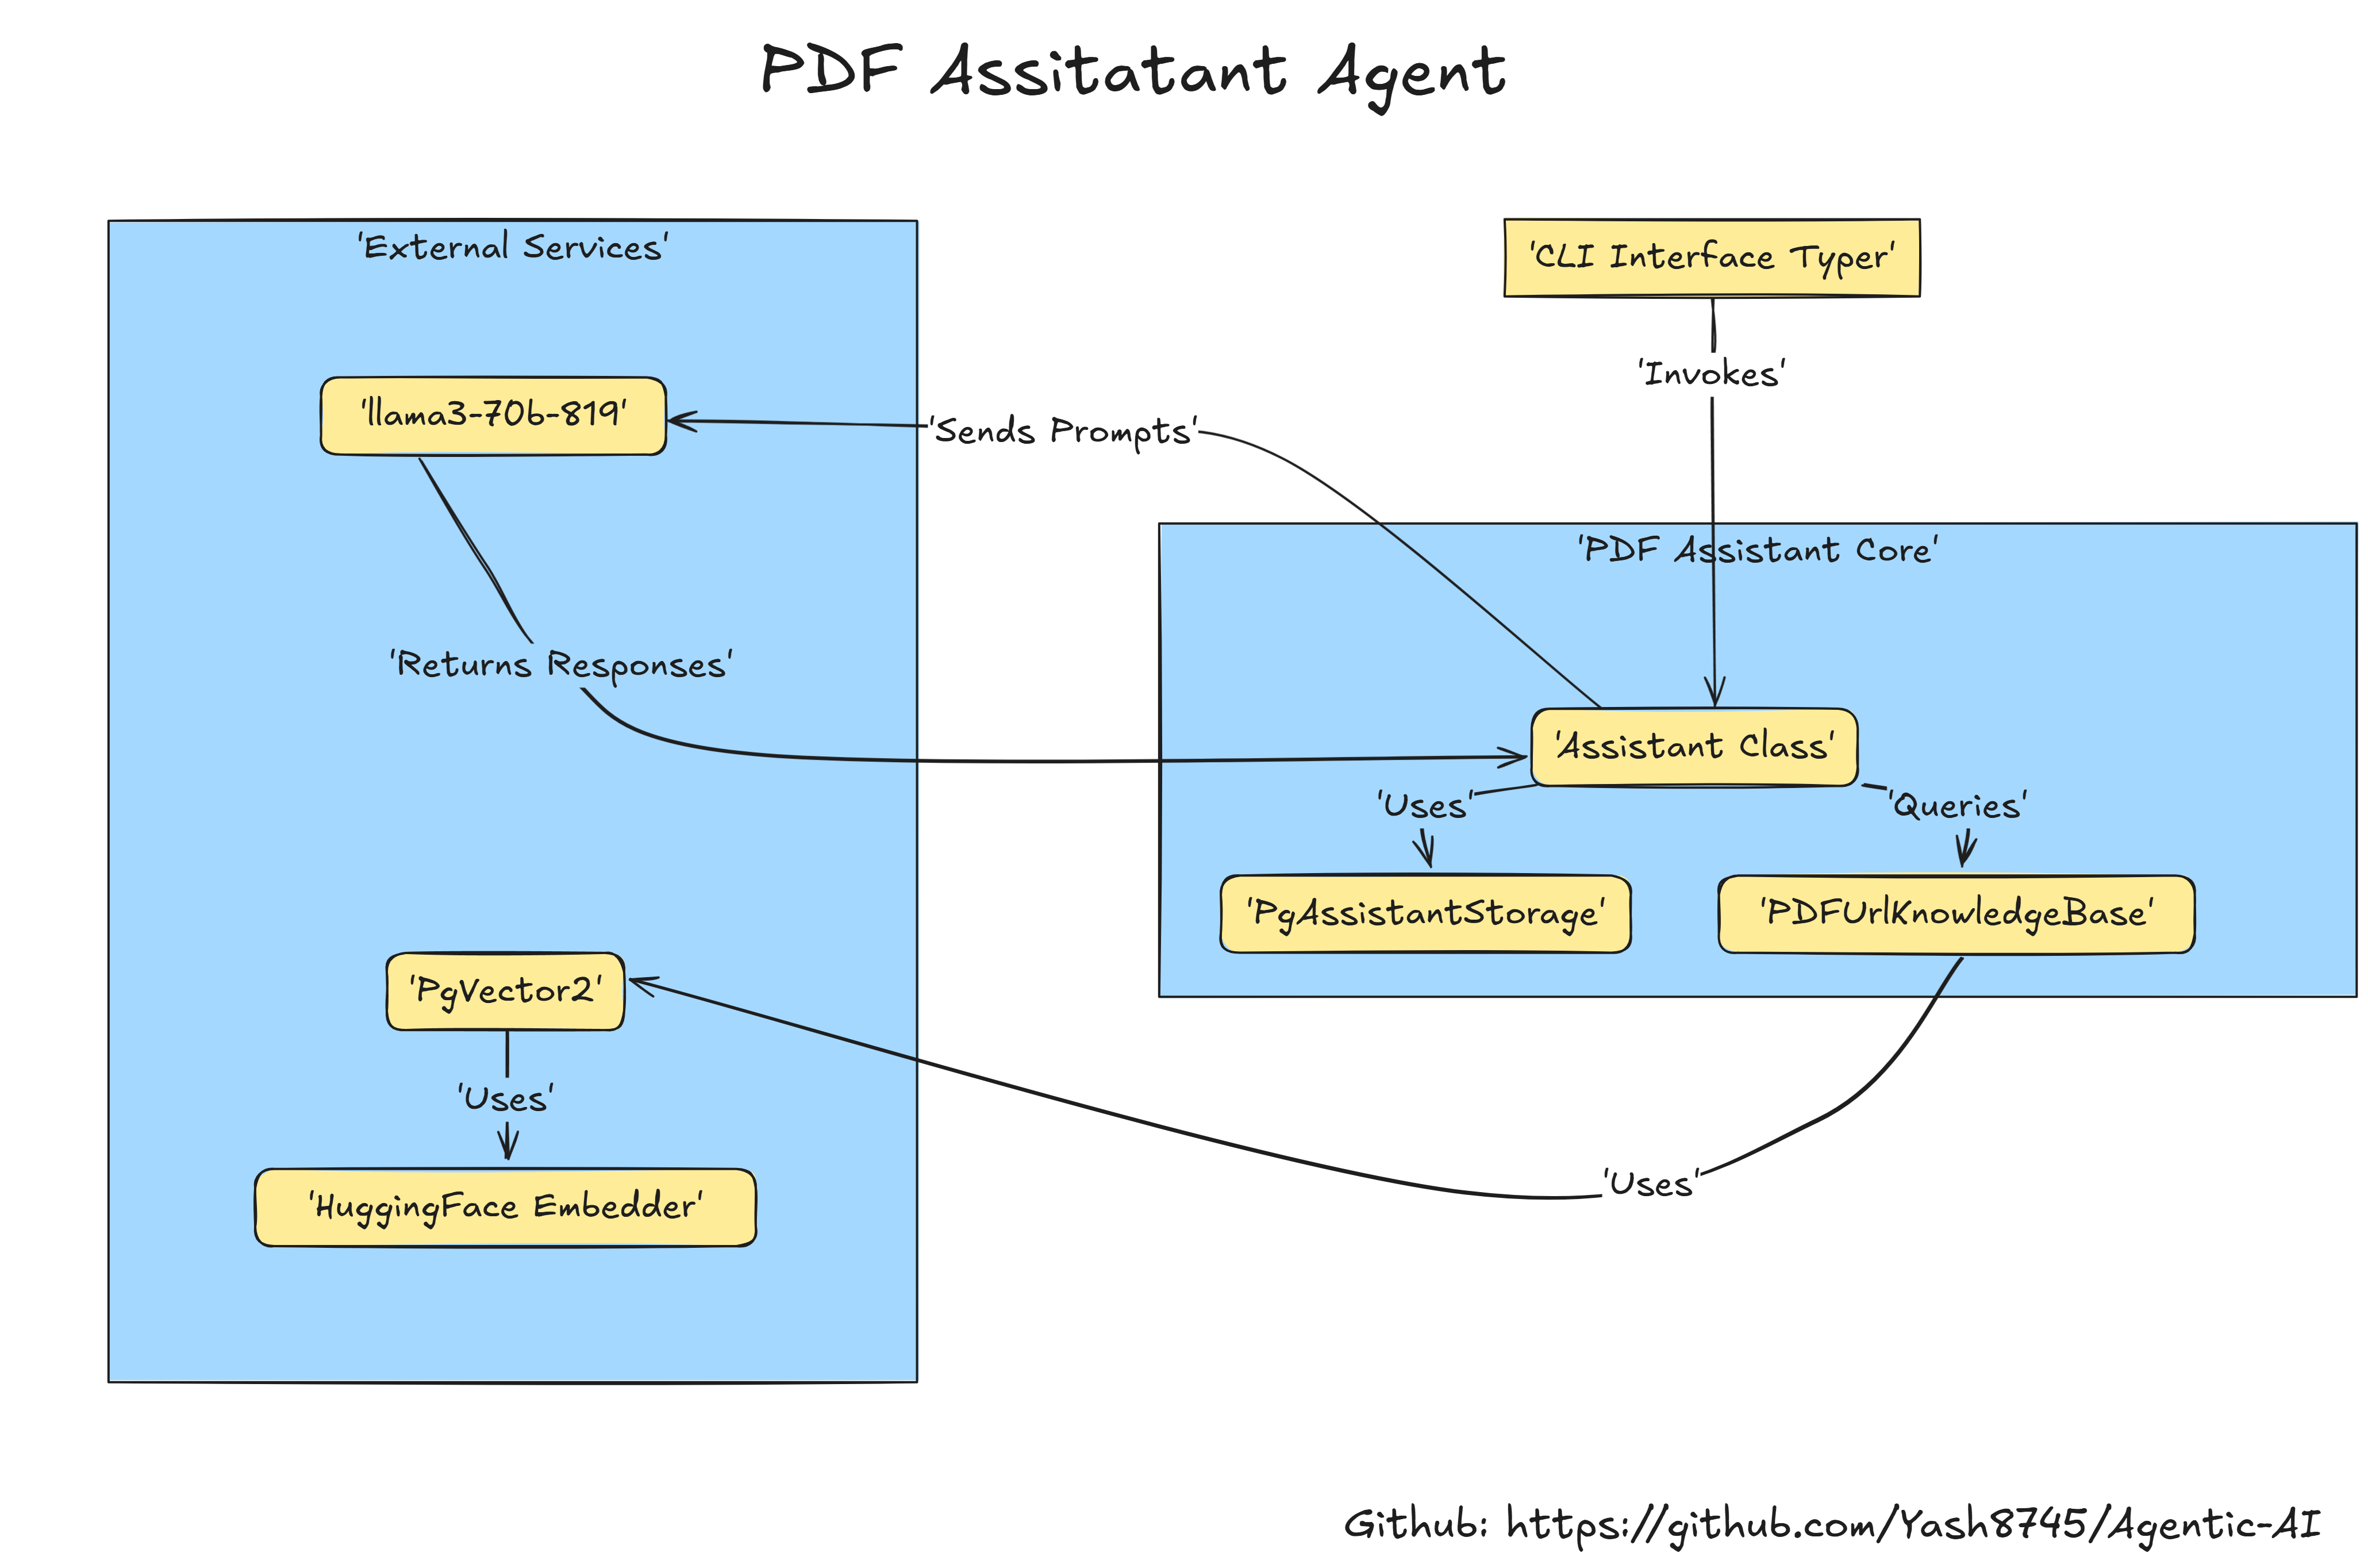 PDF Assitatant Agent
'External Services'
'CLI Interface Typer'
'Invokes'
'llama3-70b-819'
'Sends Prompts'
'PDF Assistant Core'
'Returns Responses'
'Assistant Class'
'Uses'
'Queries'
'PgAssistantStorage'
'PDFUrlKnowledgeBase'
'PgVector2'
'Uses'
'Uses'
'HuggingFace Embedder'
Github: https://github.com/Yash8745/Agentic-AI